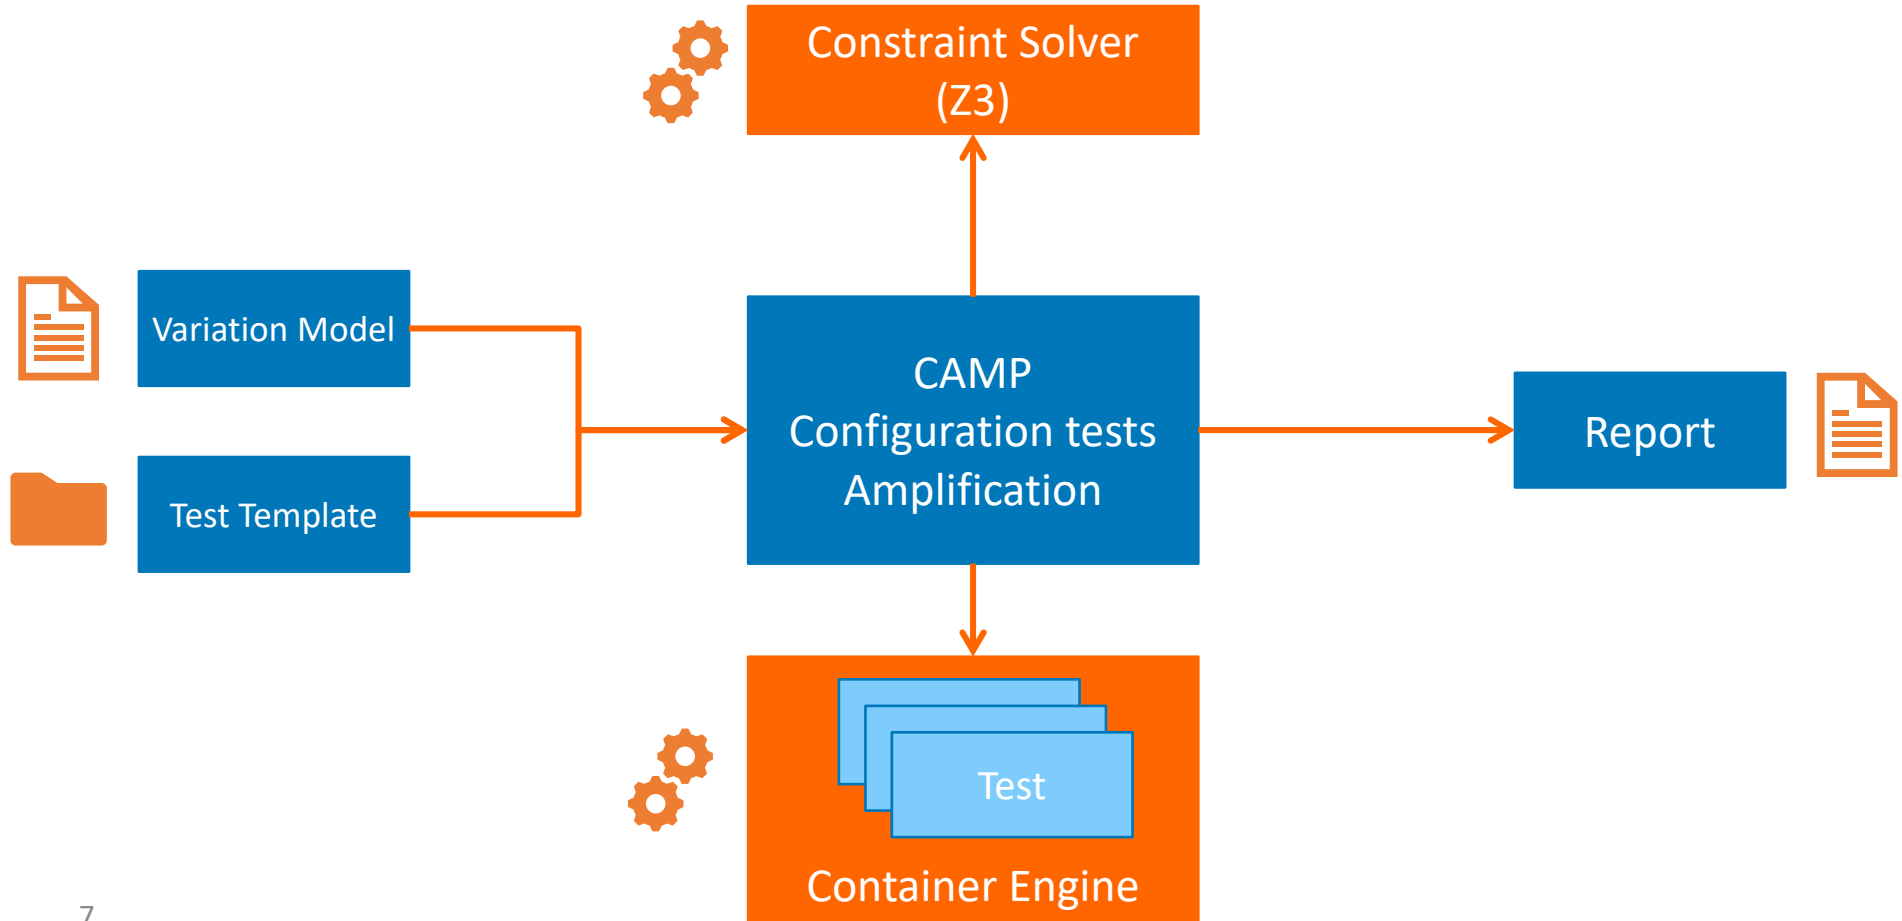 Constraint Solver
(Z3)
Variation Model
Test Template
CAMP
Configuration tests
Amplification
Report
Test
Container Engine
7